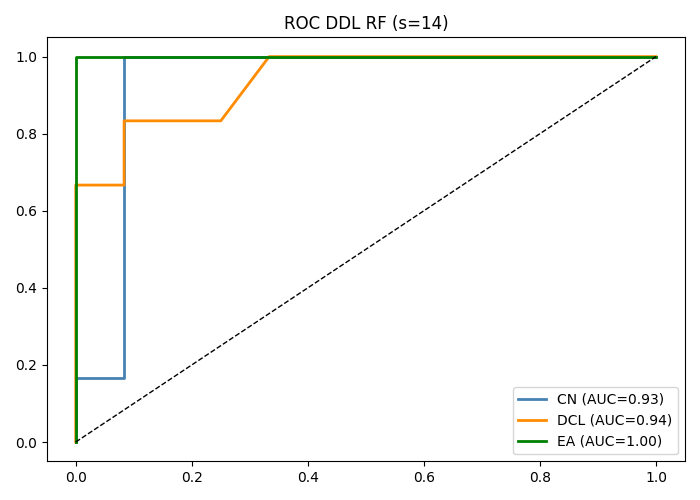 ROC DDL RF (s=14)
1.0
0.8
0.6
0.4
0.2
0.0
0.0 0.2 0.4 0.6 0.8 1.0
CN (AUC=0.93)
DCL (AUC=0.94)
EA (AUC=1.00)